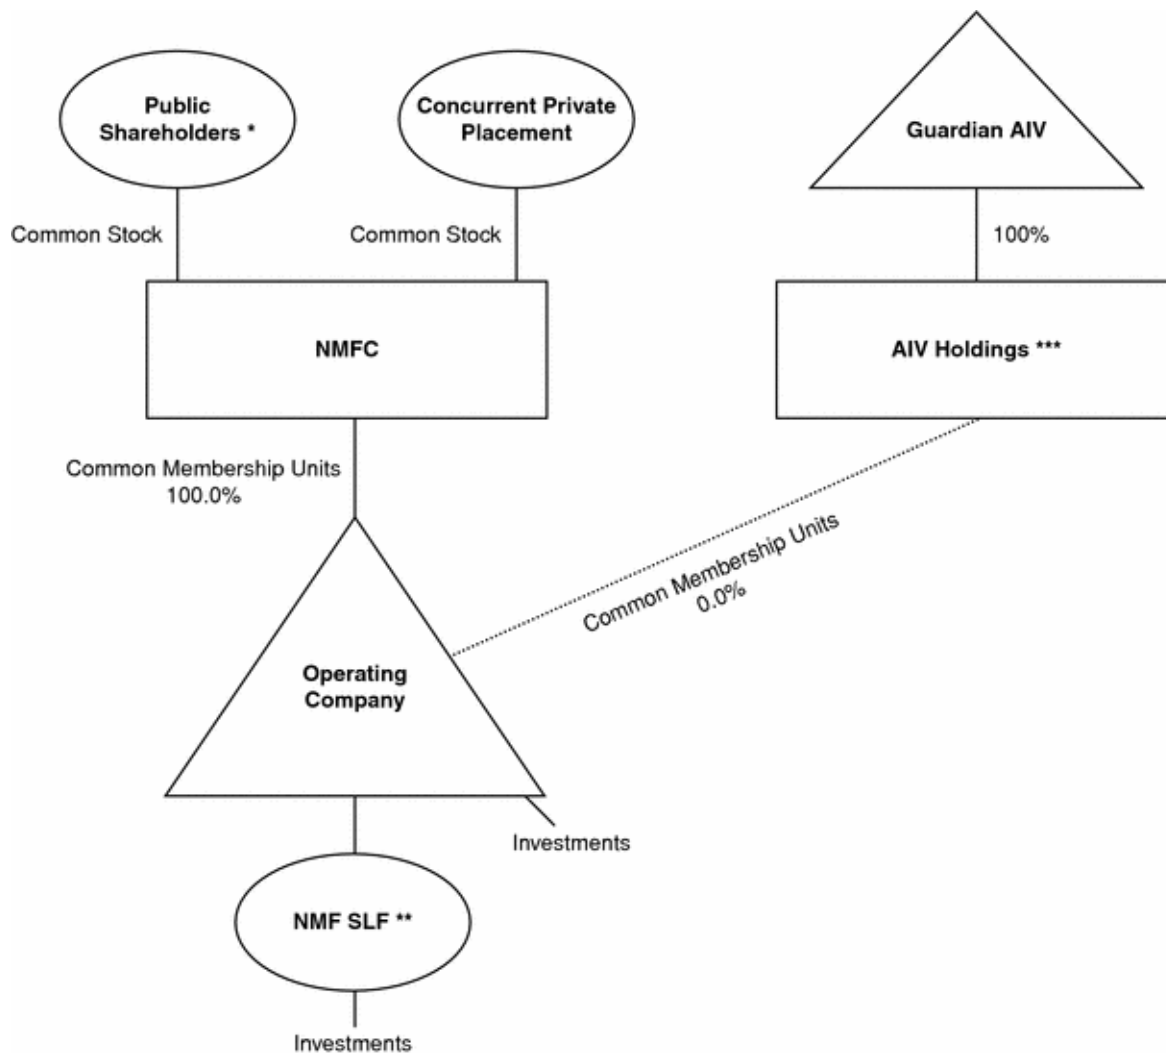 Public
Shareholders *
Concurrent Private
Placement
Guardian AIV
Common Stock
Common Stock
100%
NMFC
AIV Holdings ***
Common Membership Units
100.0%
Common Membership Units
0.0%
Operating
Company
Investments
NMF SLF **
Investments